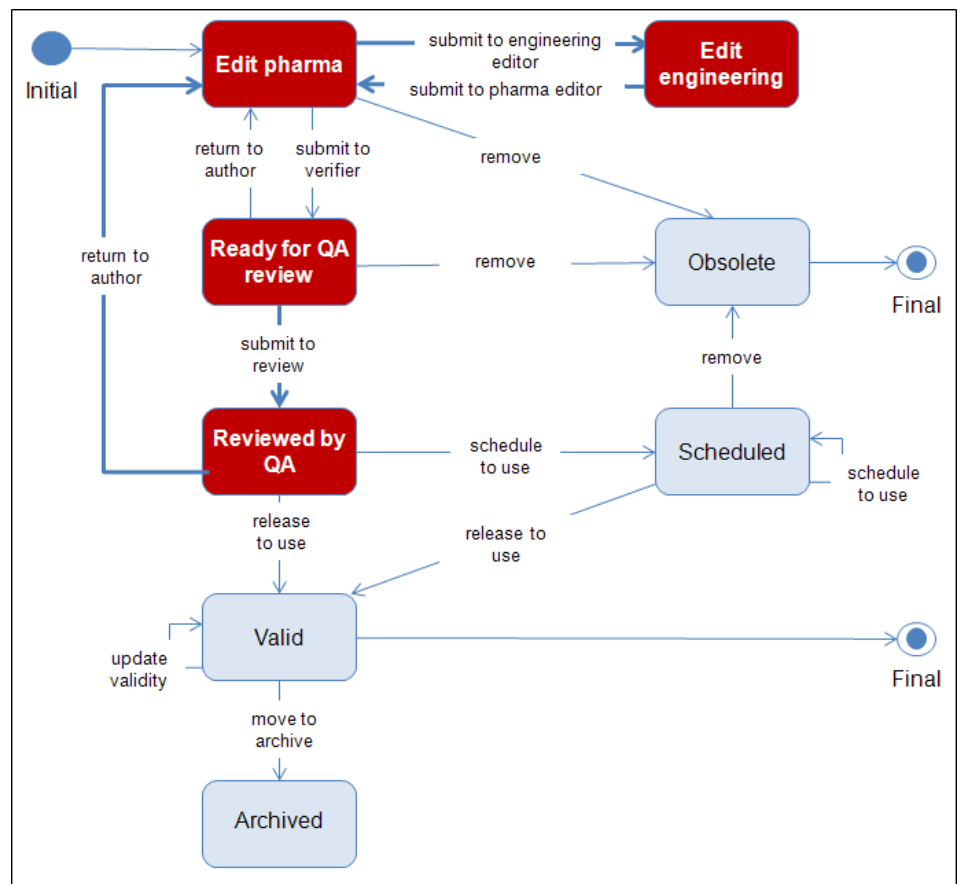 Initial
Edit pharma
submit to engineering
editor
submit to pharma editor
Edit
engineering
return to
author
submit to
verifier
remove
return to
author
Ready for QA
review
remove
Obsolete
Final
submit to
review
remove
Reviewed by
QA
schedule
to use
Scheduled
schedule
to use
release
to use
release to
use
Valid
update
validity
Final
move to
archive
Archived